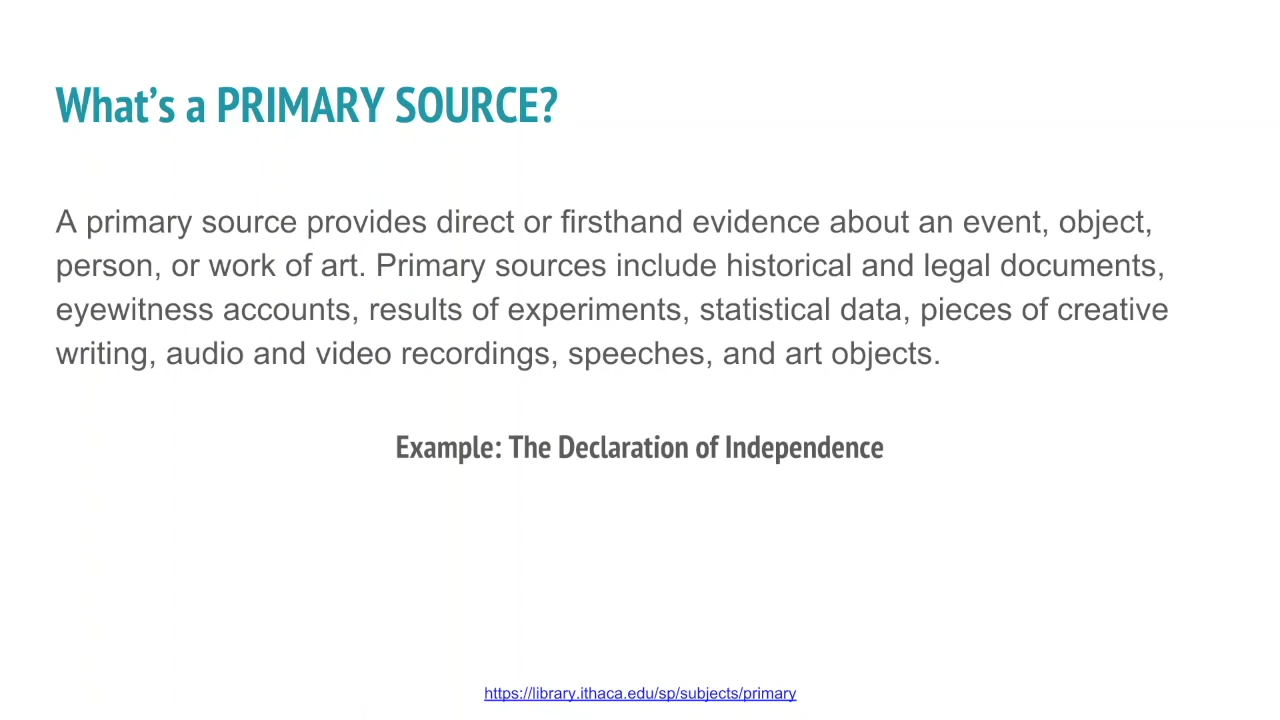 What’s a PRIMARY SOURCE?
A primary source provides direct or firsthand evidence about an event, object,
person, or work of art. Primary sources include historical and legal documents,
eyewitness accounts, results of experiments, statistical data, pieces of creative
writing, audio and video recordings, speeches, and art objects.
Example: The Declaration of Independence
https://library.ithaca.edu/sp/subjects/primary